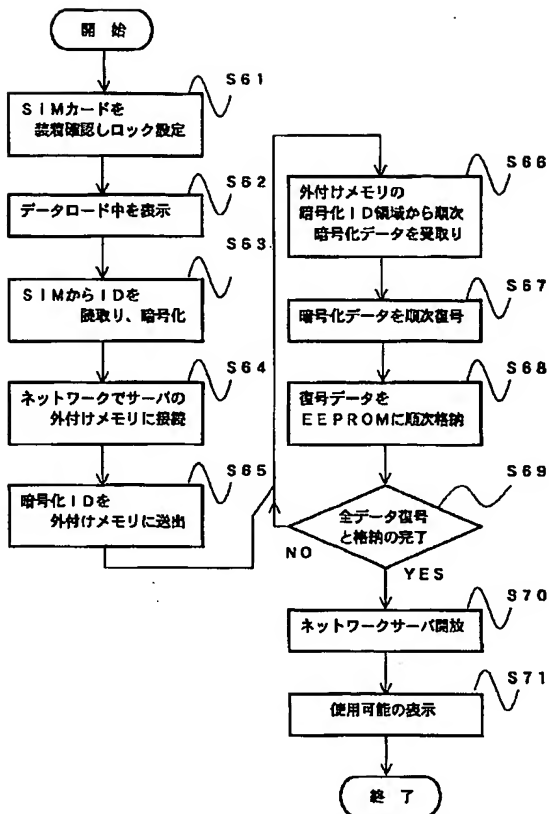 開 始
S61
SIMカードを
装着確認しロック設定
S62
データロード中を表示
S63
SIMからIDを
読取り、暗号化
S64
ネットワークでサーバの
外付けメモリに接続
S65
暗号化IDを
外付けメモリに送出
S66
外付けメモリの
暗号化ID領域から順次
暗号化データを受取り
S67
暗号化データを順次復号
S68
復号データを
EEPROMに順次格納
S69
全データ復号
と格納の完了
NO
YES
S70
ネットワークサーバ開放
S71
使用可能の表示
終 了